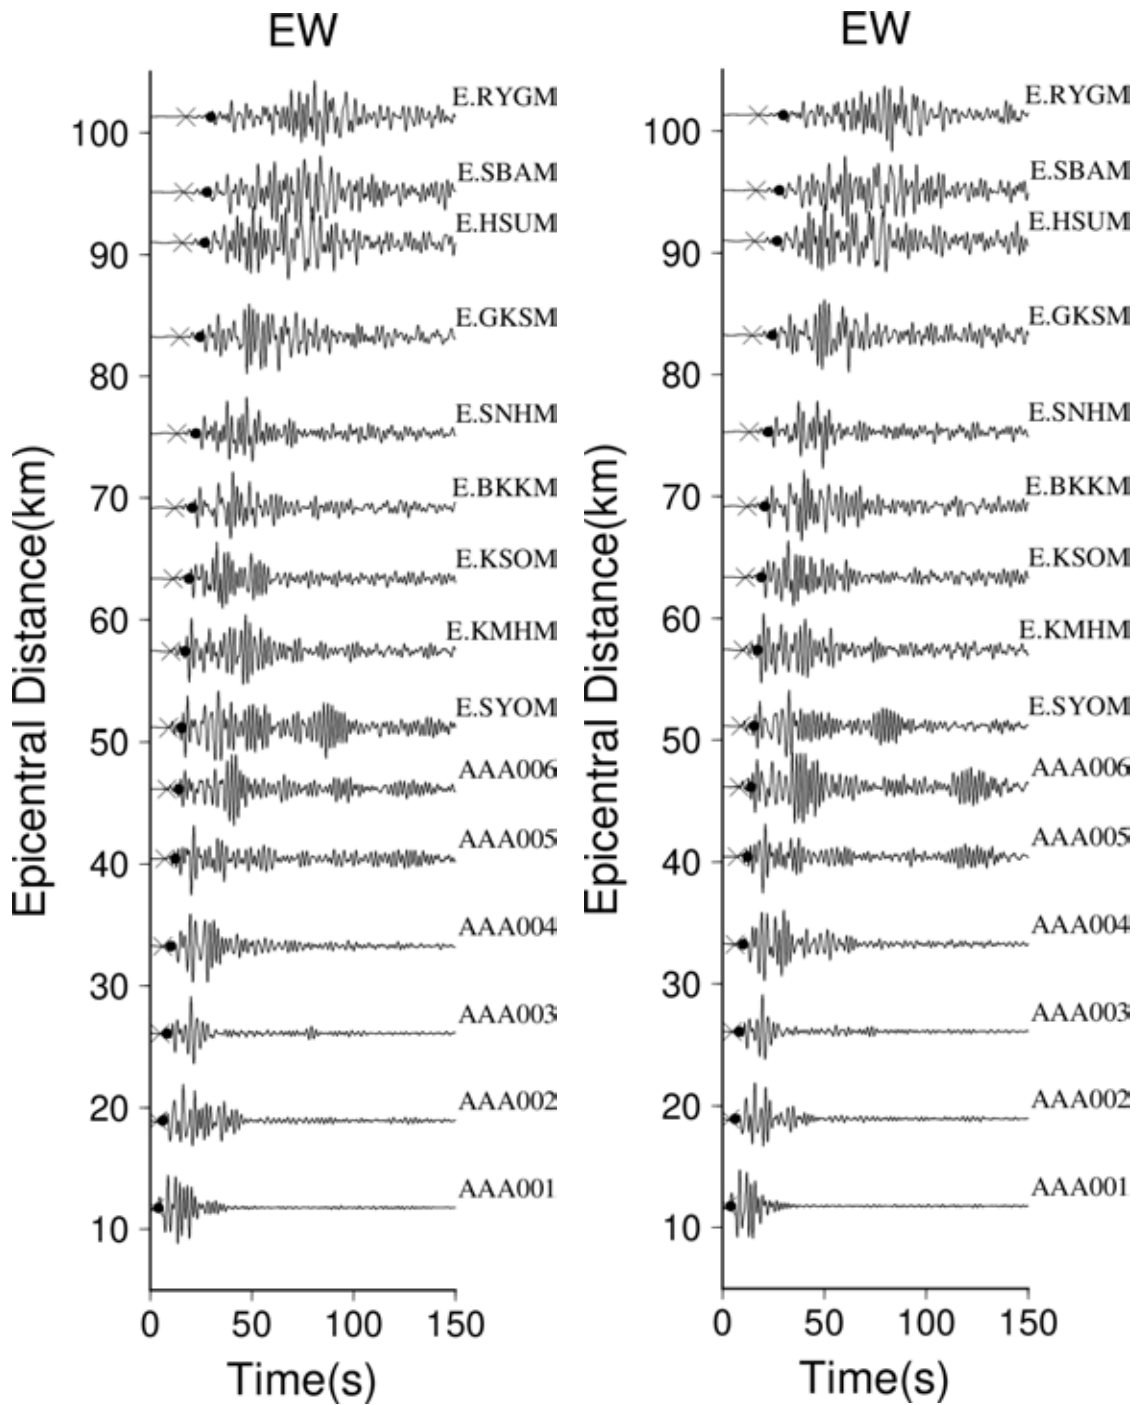 EW
E.RYGM
100
E.SBAM
E.HSUM
90
E.GKSM
80
E.SNHM
70
E.BKKM
E.KSOM
60
E.KMHM
E.SYOM
50
AAA006
AAA005
40
AAA004
30
AAA003
20
AAA002
AAA001
10
Epicentral Distance(km)
0 50 100 150
Time(s)
EW
E.RYGM
100
E.SBAM
E.HSUM
90
E.GKSM
80
E.SNHM
70
E.BKKM
E.KSOM
60
E.KMHM
E.SYOM
50
AAA006
AAA005
40
AAA004
30
AAA003
20
AAA002
AAA001
10
Epicentral Distance(km)
0 50 100 150
Time(s)